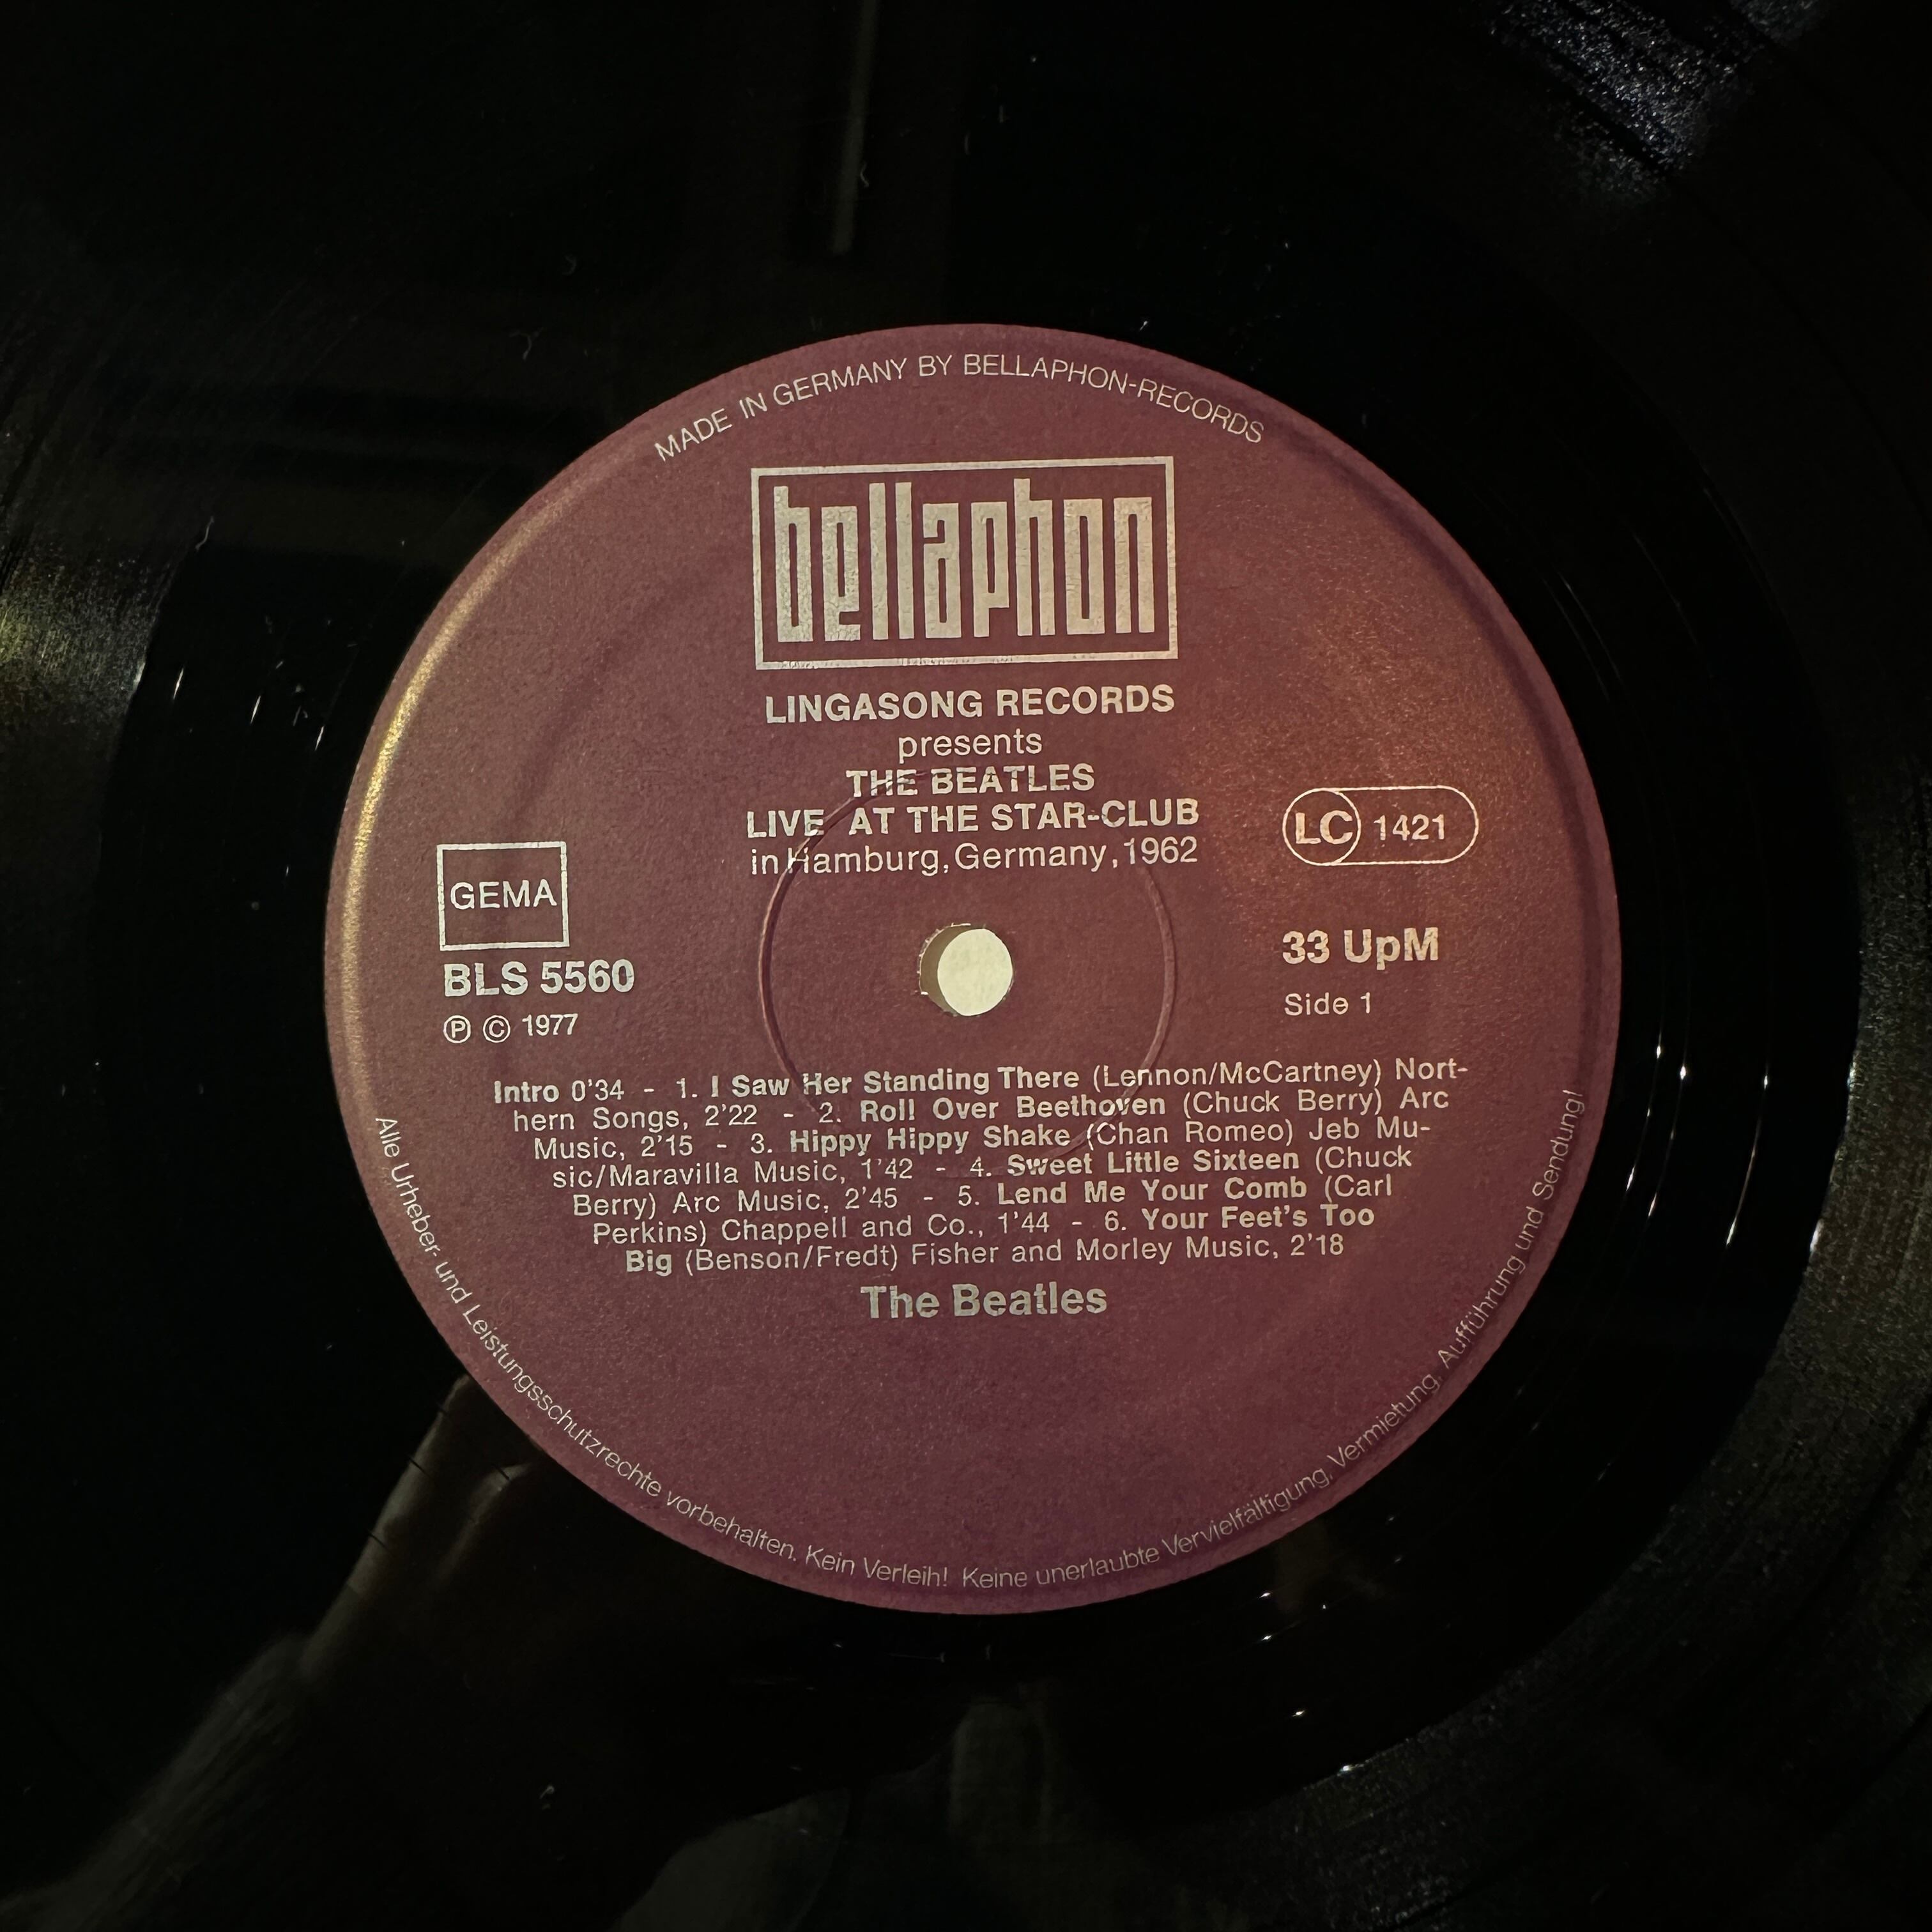 MADE IN GERMANY BY BELLAPHON-RECORDS
bellaphon
LINGASONG RECORDS
presents
THE BEATLES
LIVE AT THE STAR-CLUB
in Hamburg, Germany, 1962
LC 1421
GEMA
BLS 5560
Ⓟ © 1977
33 UpM
Side 1
Intro 0'34 - 1. I Saw Her Standing There (Lennon/McCartney) Nort-
hern Songs, 2'22 - 2. Roll Over Beethoven (Chuck Berry) Arc
Music, 2'15 - 3. Hippy Hippy Shake (Chan Romeo) Jeb Mu-
sic/Maravilla Music, 1'42 - 4. Sweet Little Sixteen (Chuck
Berry) Arc Music, 2'45 - 5. Lend Me Your Comb (Carl
Perkins) Chappell and Co., 1'44 - 6. Your Feet's Too
Big (Benson/Fredt) Fisher and Morley Music, 2'18
The Beatles
Alle Urheber- und Leistungsschutzrechte vorbehalten. Kein Verleih! Keine unerlaubte Vervielfältigung, Vermietung, Aufführung und Sendung!